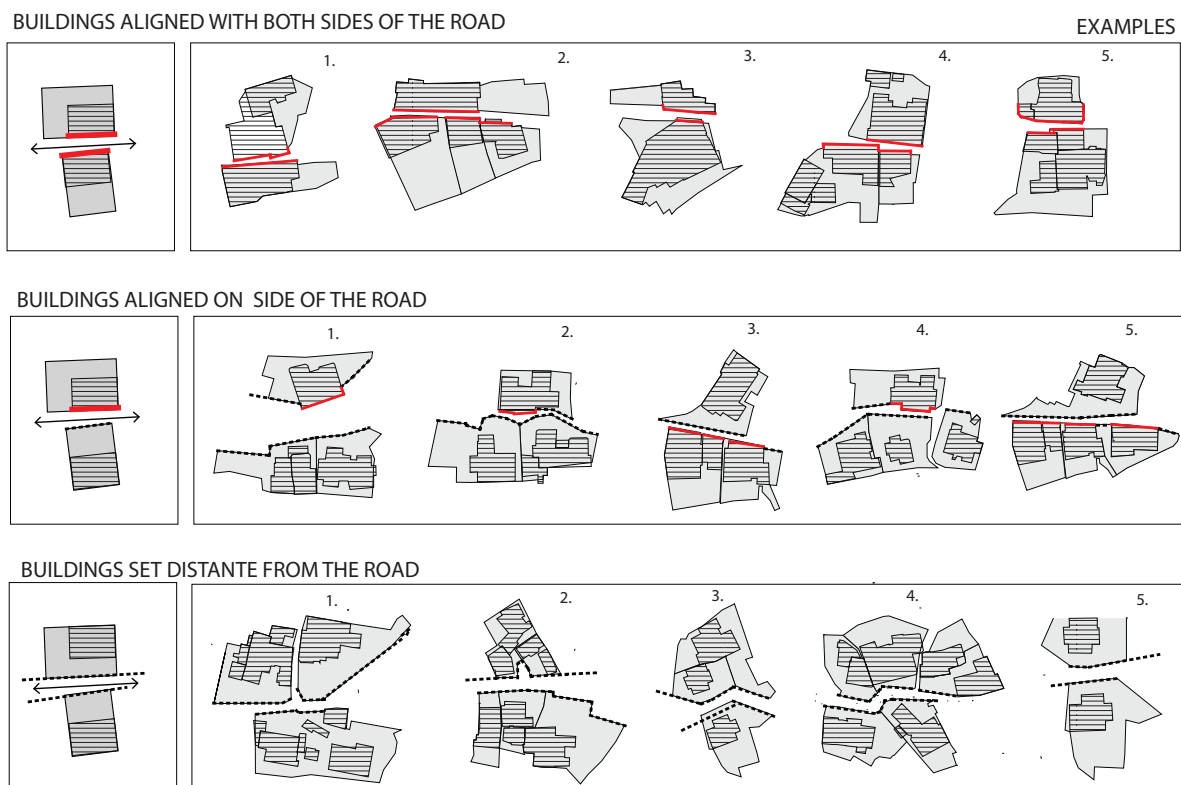 BUILDINGS ALIGNED WITH BOTH SIDES OF THE ROAD
EXAMPLES
1. 2. 3. 4. 5.
BUILDINGS ALIGNED ON SIDE OF THE ROAD
1. 2. 3. 4. 5.
BUILDINGS SET DISTANTE FROM THE ROAD
1. 2. 3. 4. 5.